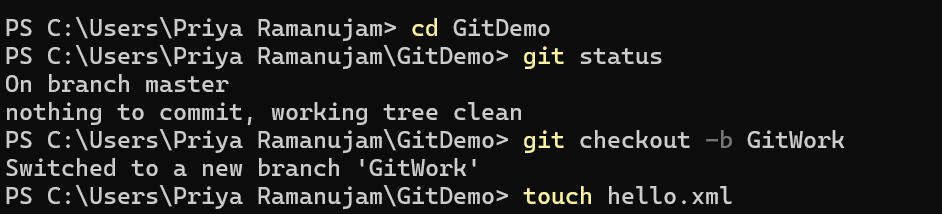 PS C:\Users\Priya Ramanujam> cd GitDemo
PS C:\Users\Priya Ramanujam\GitDemo> git status
On branch master
nothing to commit, working tree clean
PS C:\Users\Priya Ramanujam\GitDemo> git checkout -b GitWork
Switched to a new branch 'GitWork'
PS C:\Users\Priya Ramanujam\GitDemo> touch hello.xml